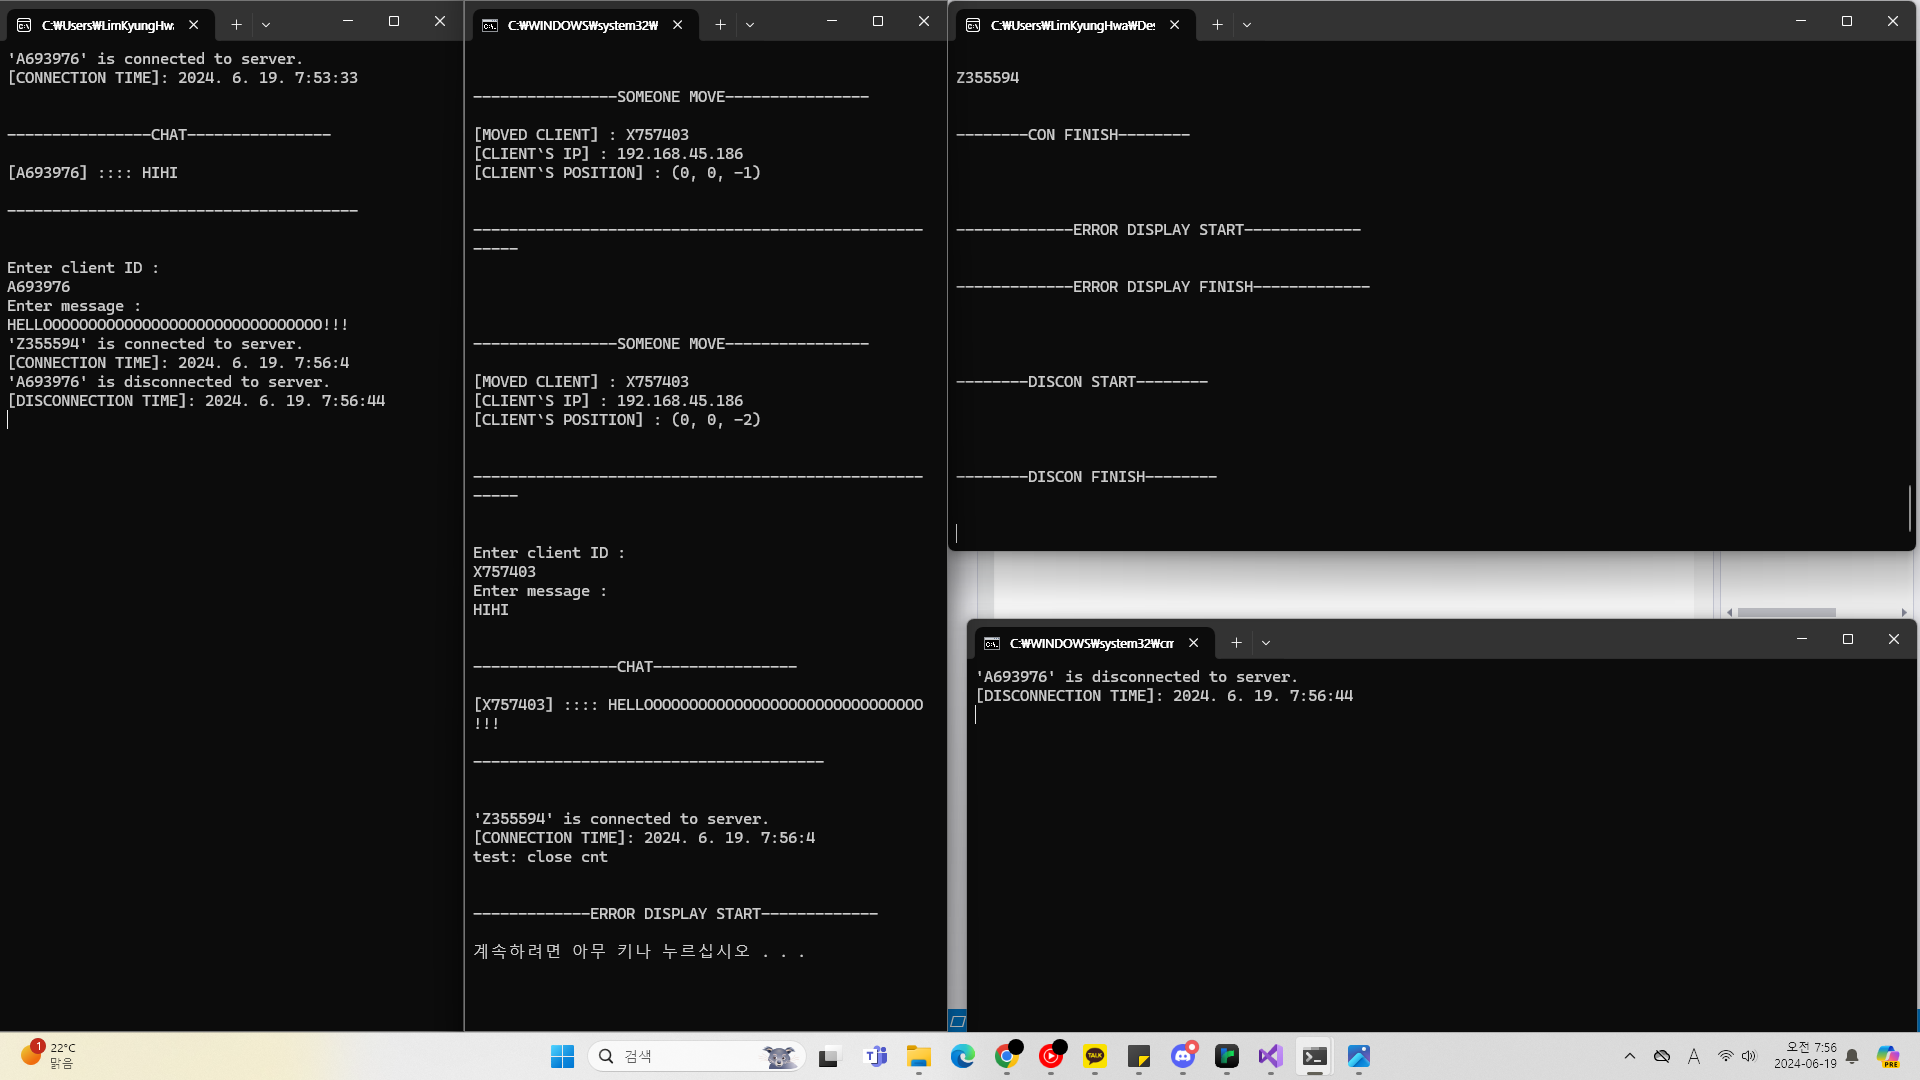 C:₩Users₩LimKyungHwa
'A693976' is connected to server.
[CONNECTION TIME]: 2024. 6. 19. 7:53:33
----------------CHAT----------------
[A693976] :::: HIHI
---------------------------------------
Enter client ID :
A693976
Enter message :
HELLOOOOOOOOOOOOOOOOOOOOOOOOOOOOOOO!!!
'Z355594' is connected to server.
[CONNECTION TIME]: 2024. 6. 19. 7:56:4
'A693976' is disconnected to server.
[DISCONNECTION TIME]: 2024. 6. 19. 7:56:44
C:₩WINDOWS₩system32₩
----------------SOMEONE MOVE----------------
[MOVED CLIENT] : X757403
[CLIENT`S IP] : 192.168.45.186
[CLIENT`S POSITION] : (0, 0, -1)
--------------------------------------------------
-----
----------------SOMEONE MOVE----------------
[MOVED CLIENT] : X757403
[CLIENT`S IP] : 192.168.45.186
[CLIENT`S POSITION] : (0, 0, -2)
--------------------------------------------------
-----
Enter client ID :
X757403
Enter message :
HIHI
----------------CHAT----------------
[X757403] :::: HELLOOOOOOOOOOOOOOOOOOOOOOOOOOOOOOO
!!!
---------------------------------------
'Z355594' is connected to server.
[CONNECTION TIME]: 2024. 6. 19. 7:56:4
test: close cnt
-------------ERROR DISPLAY START-------------
계속하려면 아무 키나 누르십시오 . . .
C:₩Users₩LimKyungHwa₩Des
Z355594
--------CON FINISH--------
-------------ERROR DISPLAY START-------------
-------------ERROR DISPLAY FINISH-------------
--------DISCON START--------
--------DISCON FINISH--------
C:₩WINDOWS₩system32₩cm
'A693976' is disconnected to server.
[DISCONNECTION TIME]: 2024. 6. 19. 7:56:44
1
22°C
맑음
검색
TALK
A
오전 7:56
2024-06-19
PRE